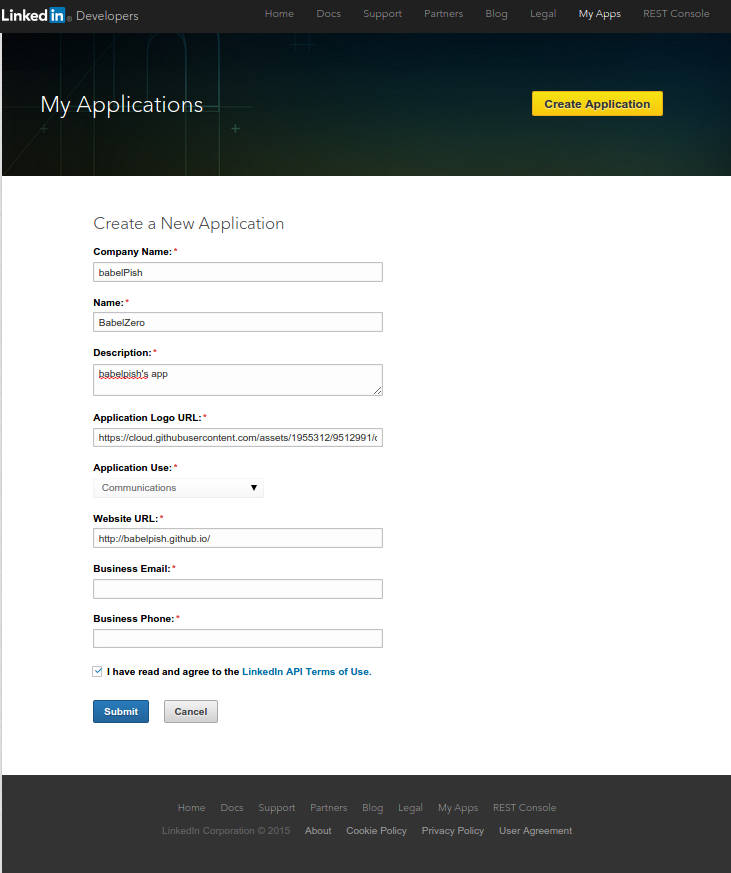 Linked in® Developers Home Docs Support Partners Blog Legal My Apps REST Console
My Applications Create Application
Create a New Application
Company Name:*
babelPish
Name:*
BabelZero
Description:*
babelpish's app
Application Logo URL:*
https://cloud.githubusercontent.com/assets/1955312/9512991/
Application Use:*
Communications
Website URL:*
http://babelpish.github.io/
Business Email:*
Business Phone:*
I have read and agree to the LinkedIn API Terms of Use.
Submit Cancel
Home Docs Support Partners Blog Legal My Apps REST Console
LinkedIn Corporation © 2015 About Cookie Policy Privacy Policy User Agreement